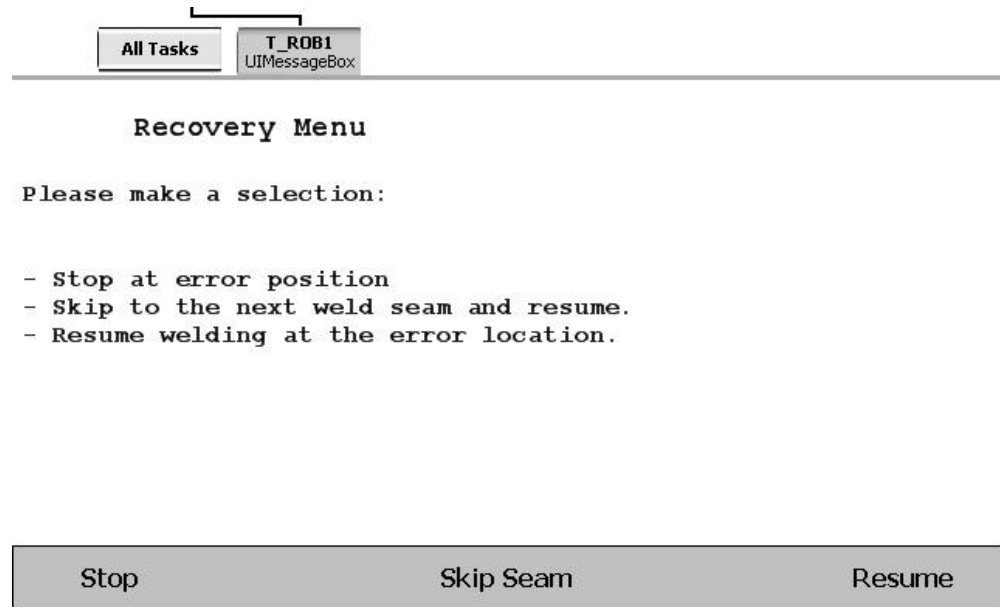 All Tasks
T_ROB1
UIMessageBox
Recovery Menu
Please make a selection:
- Stop at error position
- Skip to the next weld seam and resume.
- Resume welding at the error location.
Stop Skip Seam Resume